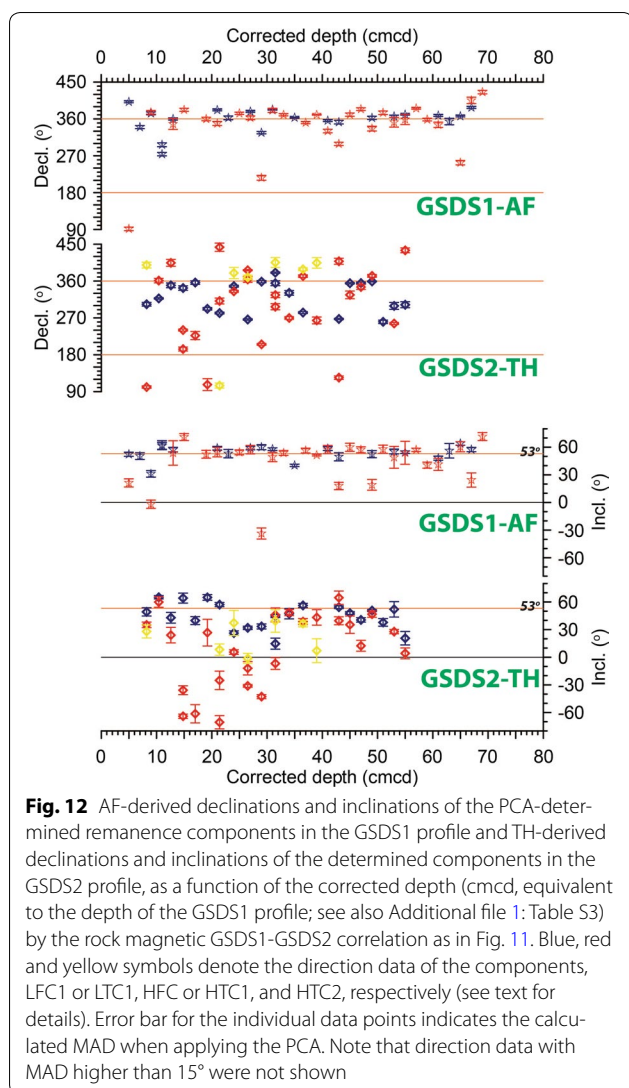 Corrected depth (cmcd)
0 10 20 30 40 50 60 70 80
450
360
270
180
90
Decl. (º)
GSDS1-AF
450
360
270
180
90
Decl. (º)
GSDS2-TH
53º
60
30
0
-30
-60
Incl. (º)
GSDS1-AF
53º
60
30
0
-30
-60
Incl. (º)
GSDS2-TH
0 10 20 30 40 50 60 70 80
Corrected depth (cmcd)
Fig. 12 AF-derived declinations and inclinations of the PCA-deter-
mined remanence components in the GSDS1 profile and TH-derived
declinations and inclinations of the determined components in the
GSDS2 profile, as a function of the corrected depth (cmcd, equivalent
to the depth of the GSDS1 profile; see also Additional file 1: Table S3)
by the rock magnetic GSDS1-GSDS2 correlation as in Fig. 11. Blue, red
and yellow symbols denote the direction data of the components,
LFC1 or LTC1, HFC or HTC1, and HTC2, respectively (see text for
details). Error bar for the individual data points indicates the calcu-
lated MAD when applying the PCA. Note that direction data with
MAD higher than 15° were not shown